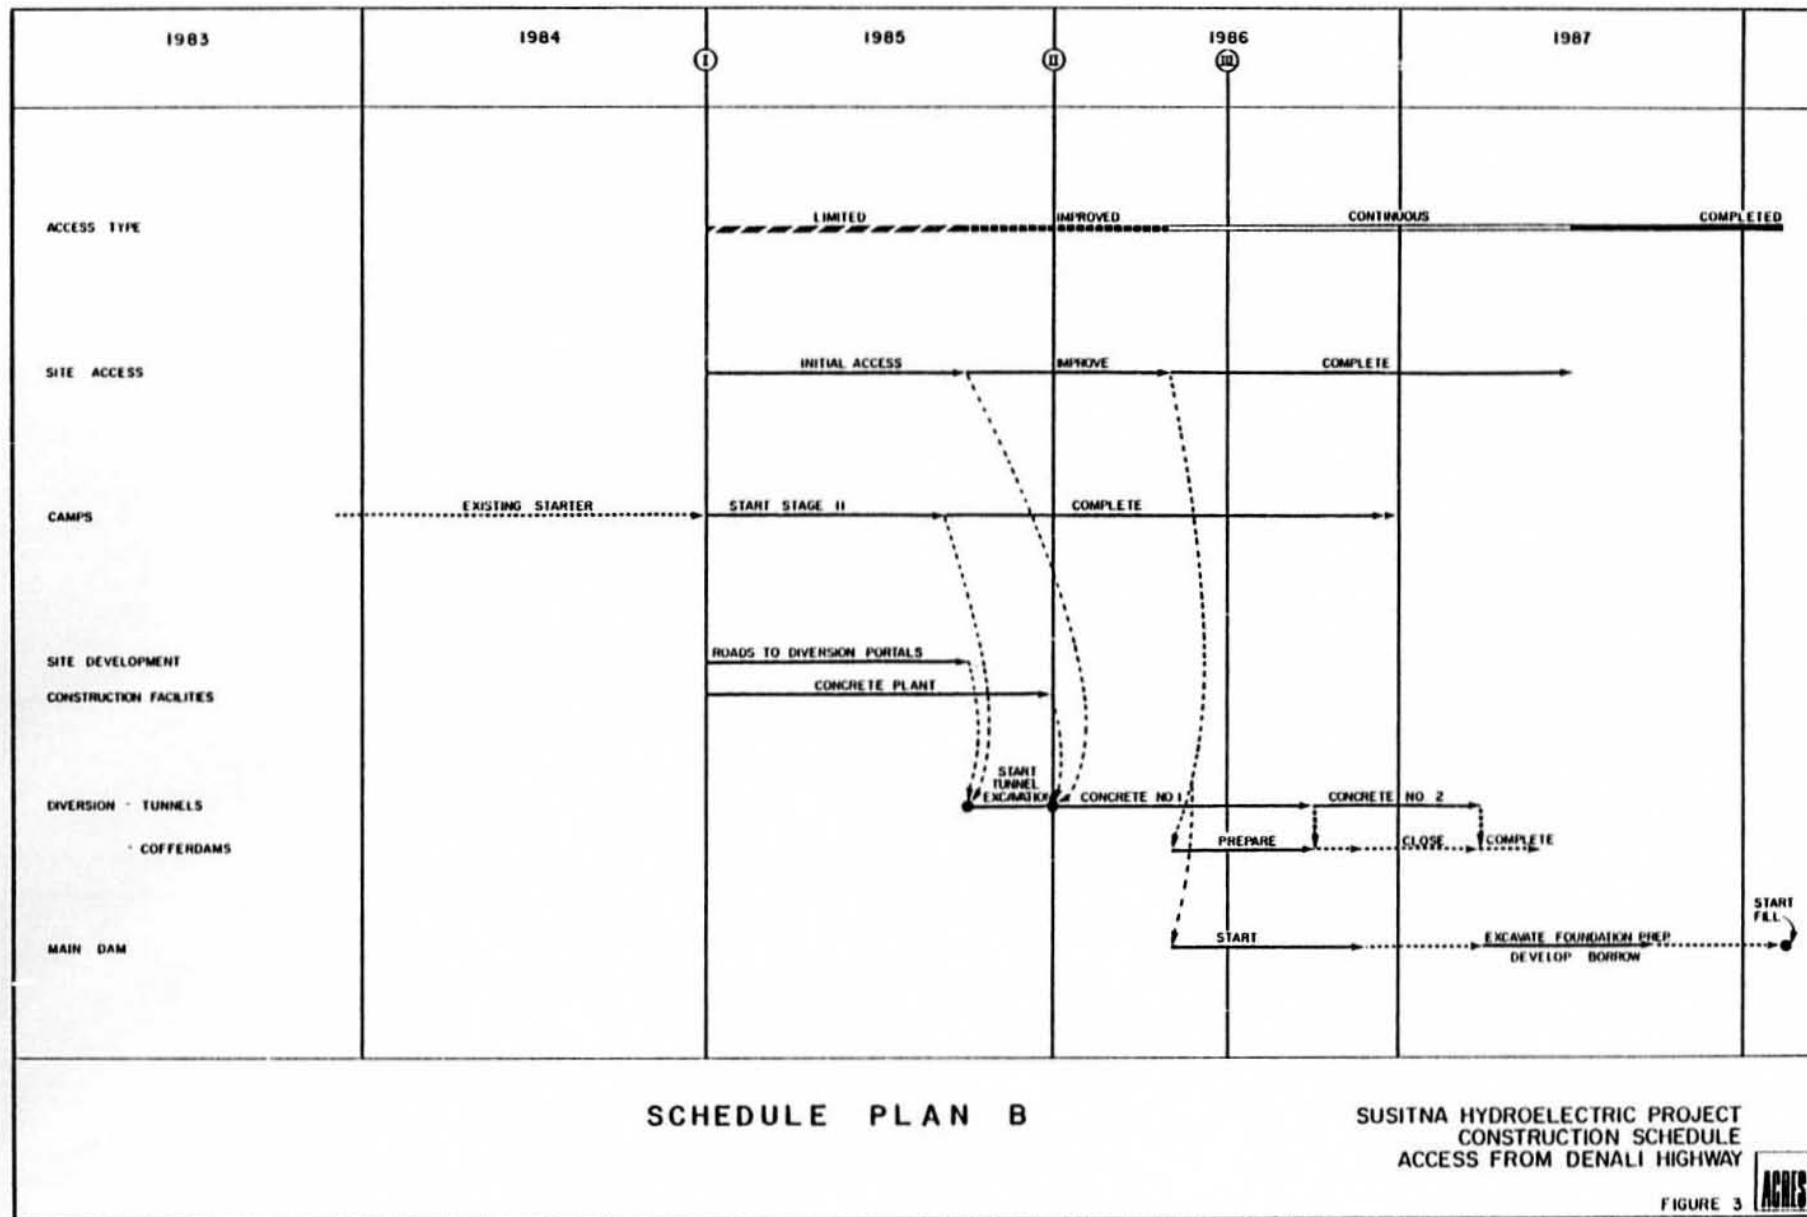 1983 1984 1985 1986 1987
I II III
ACCESS TYPE LIMITED IMPROVED CONTINUOUS COMPLETED
SITE ACCESS INITIAL ACCESS IMPROVE COMPLETE
CAMPS EXISTING STARTER START STAGE II COMPLETE
SITE DEVELOPMENT ROADS TO DIVERSION PORTALS
CONSTRUCTION FACILITIES CONCRETE PLANT
DIVERSION - TUNNELS START
TUNNEL
EXCAVATION CONCRETE NO 1 CONCRETE NO 2
- COFFERDAMS PREPARE CLOSE COMPLETE
MAIN DAM START EXCAVATE FOUNDATION PREP
DEVELOP BORROW
START
FILL
SCHEDULE PLAN B
SUSITNA HYDROELECTRIC PROJECT
CONSTRUCTION SCHEDULE
ACCESS FROM DENALI HIGHWAY
FIGURE 3 ACRES